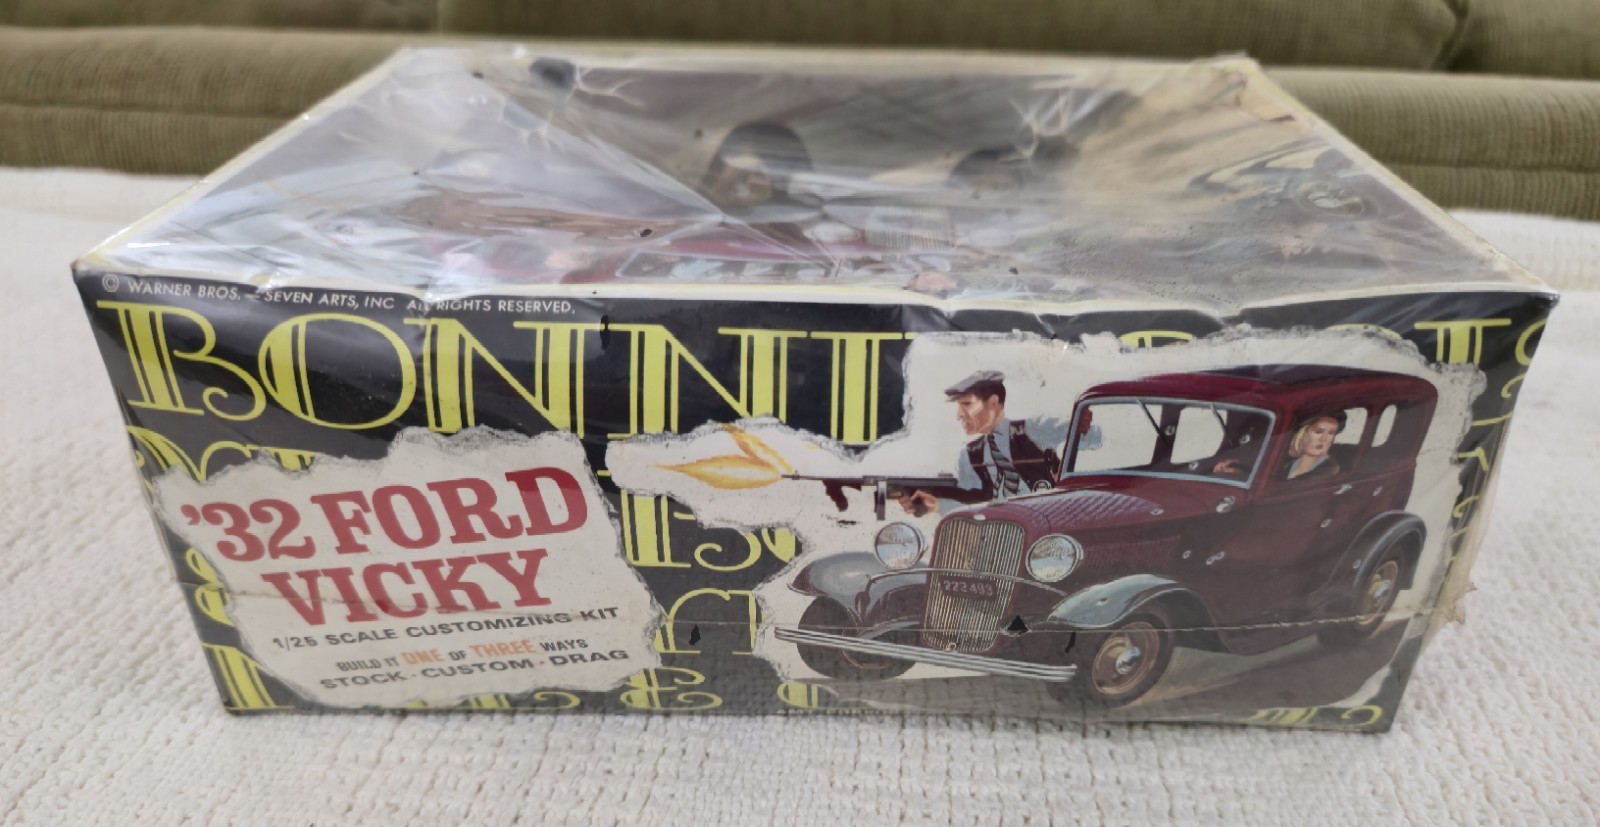 © WARNER BROS. – SEVEN ARTS, INC ALL RIGHTS RESERVED.
BONNI
'32 FORD
VICKY
1/25 SCALE CUSTOMIZING KIT
BUILD IT ONE OF THREE WAYS
STOCK · CUSTOM · DRAG